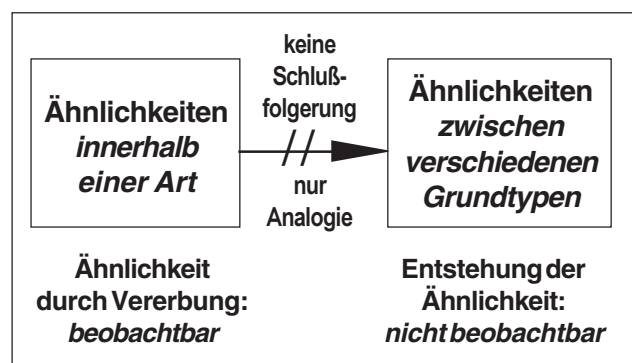 Ähnlichkeiten
innerhalb
einer Art
keine
Schluß-
folgerung
nur
Analogie
Ähnlichkeiten
zwischen
verschiedenen
Grundtypen
Ähnlichkeit
durch Vererbung:
beobachtbar
Entstehung der
Ähnlichkeit:
nicht beobachtbar